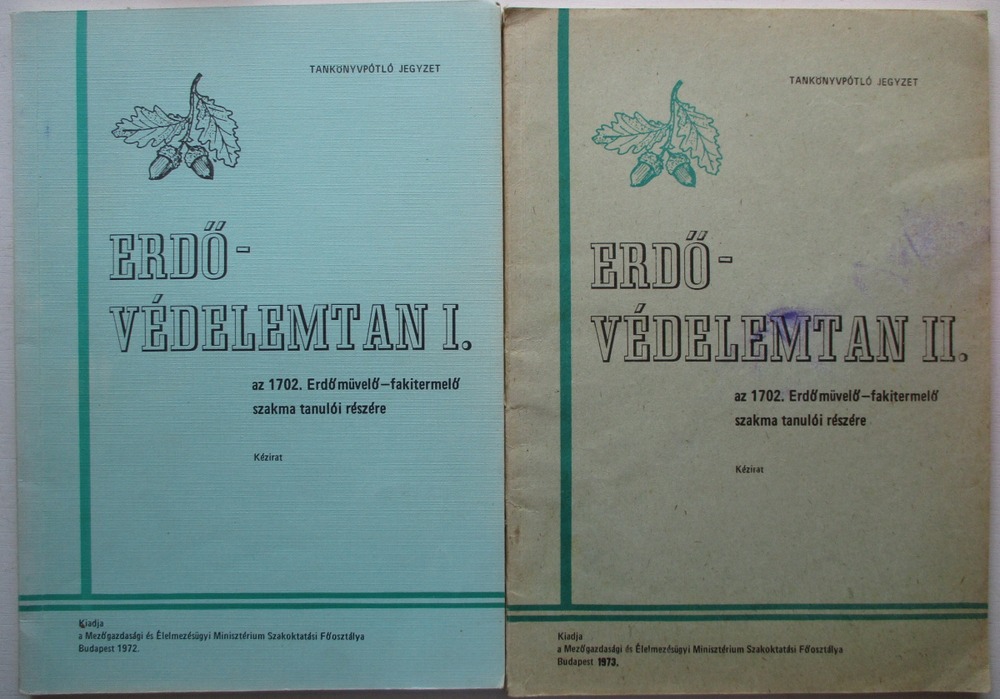 TANKÖNYVPÓTLÓ JEGYZET
ERDŐ-
VÉDELEMTAN I.
az 1702. Erdőmüvelő–fakitermelő
szakma tanulói részére
Kézirat
Kiadja
a Mezőgazdasági és Élelmezésügyi Minisztérium Szakoktatási Főosztálya
Budapest 1972.
TANKÖNYVPÓTLÓ JEGYZET
ERDŐ-
VÉDELEMTAN II.
az 1702. Erdőmüvelő–fakitermelő
szakma tanulói részére
Kézirat
Kiadja
a Mezőgazdasági és Élelmezésügyi Minisztérium Szakoktatási Főosztálya
Budapest 1973.